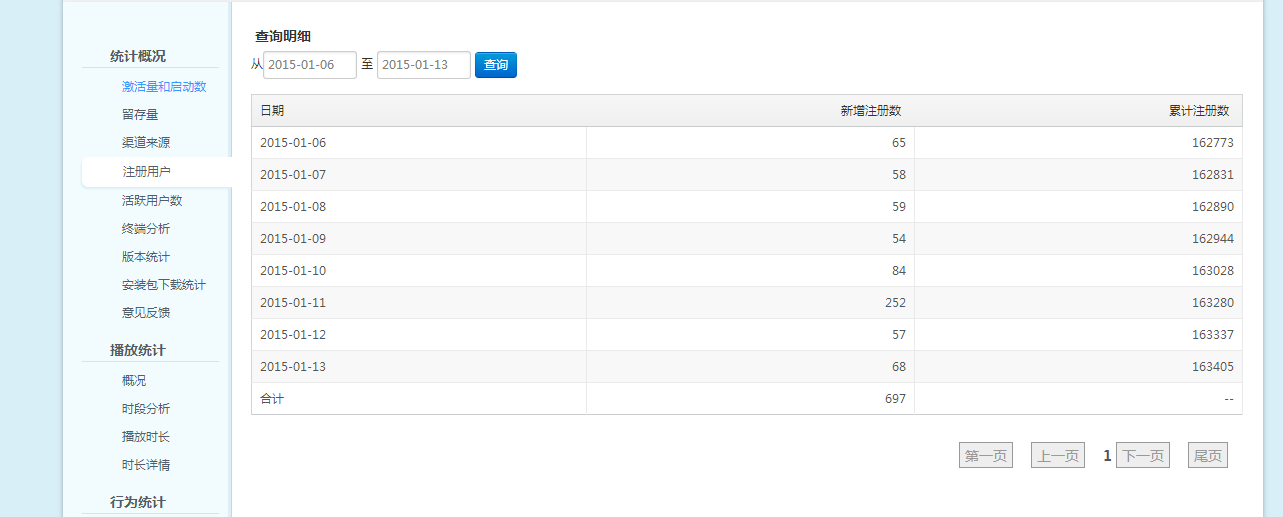 统计概况
激活量和启动数
留存量
渠道来源
注册用户
活跃用户数
终端分析
版本统计
安装包下载统计
意见反馈
播放统计
概况
时段分析
播放时长
时长详情
行为统计
查询明细
从 2015-01-06 至 2015-01-13 查询
日期 新增注册数 累计注册数
2015-01-06 65 162773
2015-01-07 58 162831
2015-01-08 59 162890
2015-01-09 54 162944
2015-01-10 84 163028
2015-01-11 252 163280
2015-01-12 57 163337
2015-01-13 68 163405
合计 697 --
第一页 上一页 1 下一页 尾页